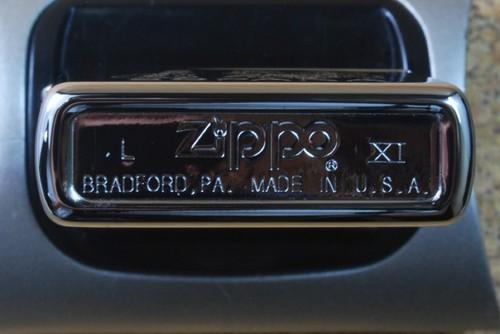 L Zippo ® XI
BRADFORD, PA. MADE IN U.S.A.